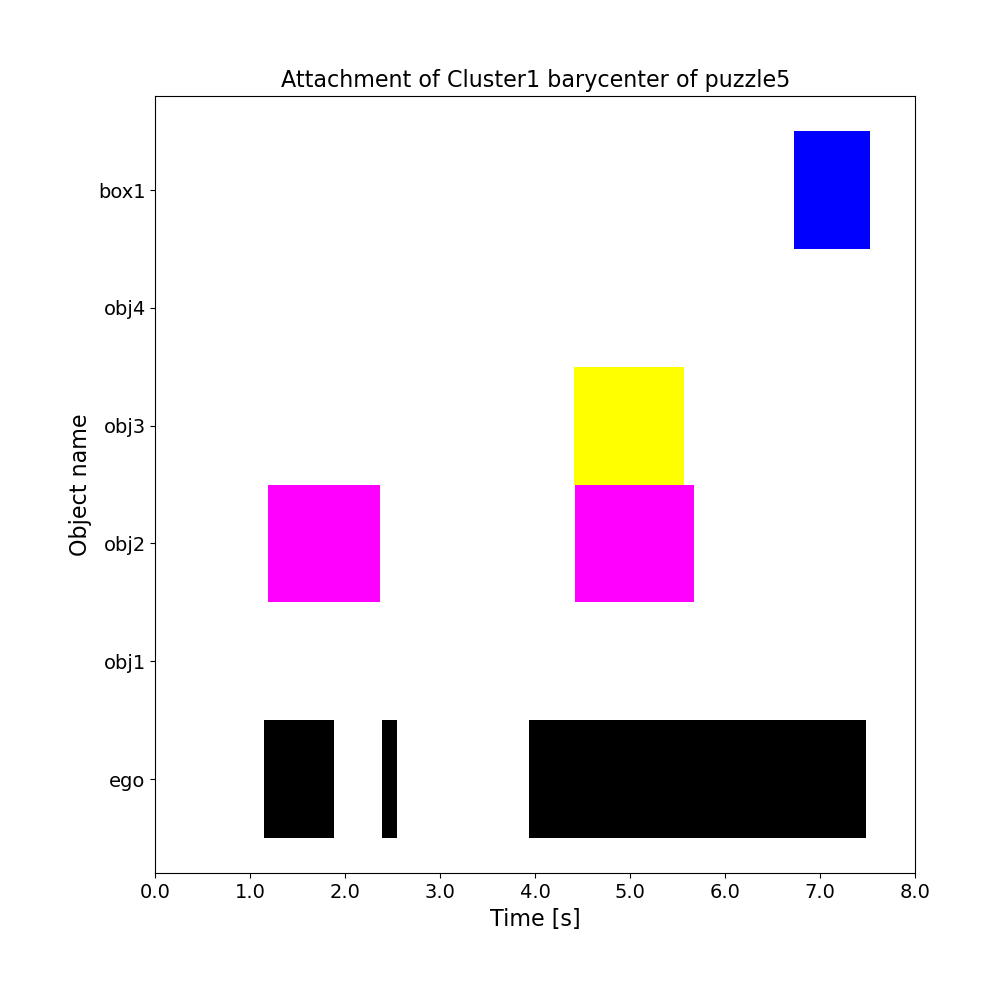 Attachment of Cluster1 barycenter of puzzle5
box1
obj4
obj3
obj2
obj1
ego
Object name
0.0 1.0 2.0 3.0 4.0 5.0 6.0 7.0 8.0
Time [s]